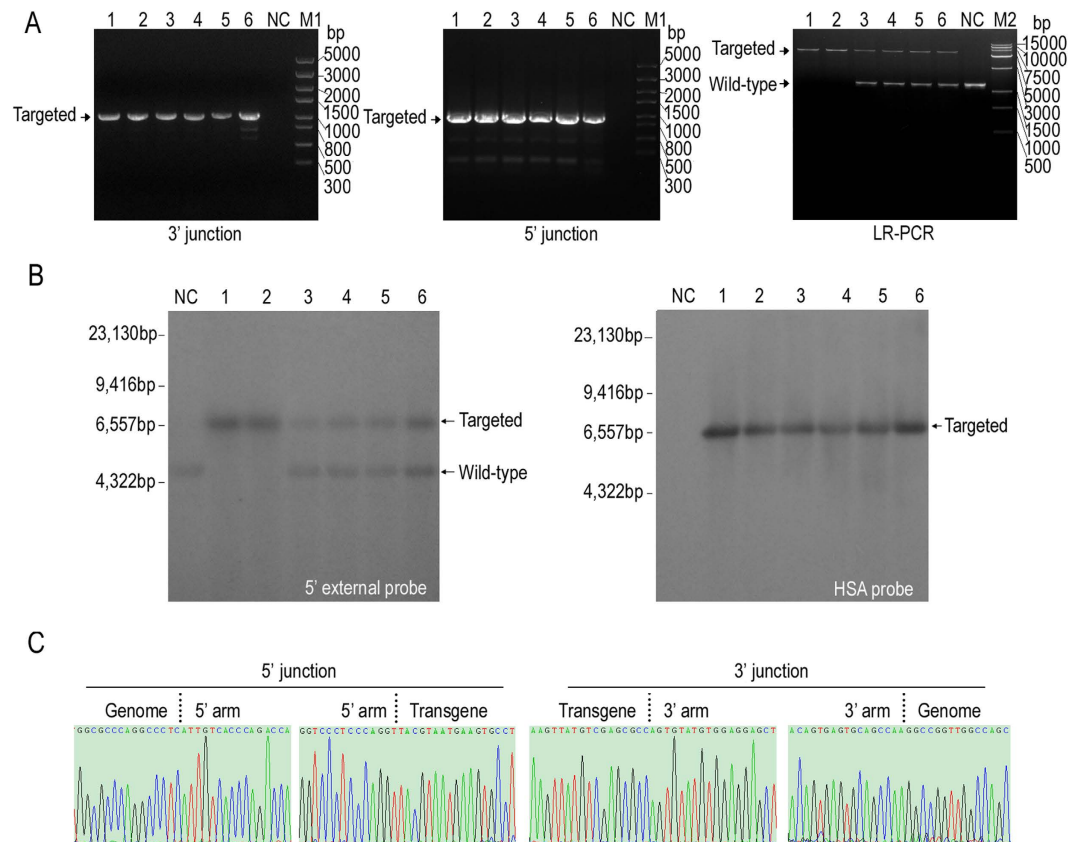 A
1 2 3 4 5 6 NC M1
bp
5000
3000
2000
1500
1000
800
500
300
Targeted
3’ junction
1 2 3 4 5 6 NC M1
bp
5000
3000
2000
1500
1000
800
500
300
Targeted
5’ junction
1 2 3 4 5 6 NC M2
bp
15000
10000
7500
5000
3000
1500
1000
500
Targeted
Wild-type
LR-PCR
B
NC 1 2 3 4 5 6
23,130bp
9,416bp
6,557bp
4,322bp
Targeted
Wild-type
5’ external probe
NC 1 2 3 4 5 6
23,130bp
9,416bp
6,557bp
4,322bp
Targeted
HSA probe
C
5’ junction
3’ junction
Genome 5’ arm
5’ arm Transgene
Transgene 3’ arm
3’ arm Genome
GGCGCCCAGGCCCTCATTGTCACCCAGACCA
GGTCCCTCCCAGGTTACGTAATGAAGTGCCT
AAGTTATGTCGAGCGCCAGTGTATGTGGAGGAGCT
ACAGTGAGTGCAGCCAAGGCCGGTTGGCCAGC